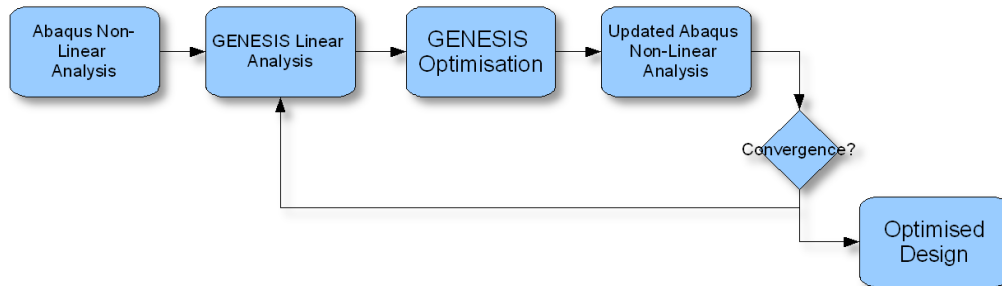 Abaqus Non-
Linear
Analysis
GENESIS Linear
Analysis
GENESIS
Optimisation
Updated Abaqus
Non-Linear
Analysis
Convergence?
Optimised
Design